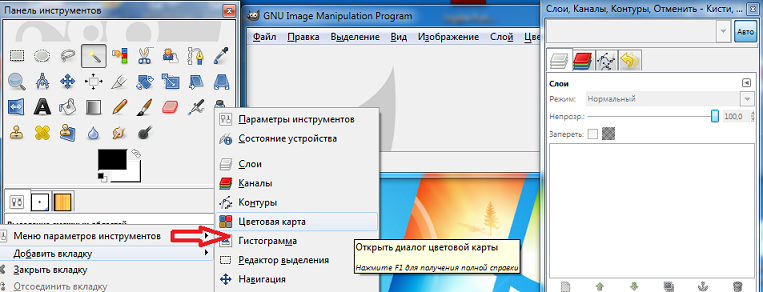 Панель инструментов
GNU Image Manipulation Program
Файл Правка Выделение Вид Изображение Слой
Слои, Каналы, Контуры, Отменить - Кисти, ...
Авто
Слои
Режим: Нормальный
Непрозр.: 100,0
Запереть:
Меню параметров инструментов
Добавить вкладку
Закрыть вкладку
Отсоединить вкладку
Параметры инструментов
Состояние устройства
Слои
Каналы
Контуры
Цветовая карта
Гистограмма
Редактор выделения
Навигация
Открыть диалог цветовой карты
Нажмите F1 для получения полной справки